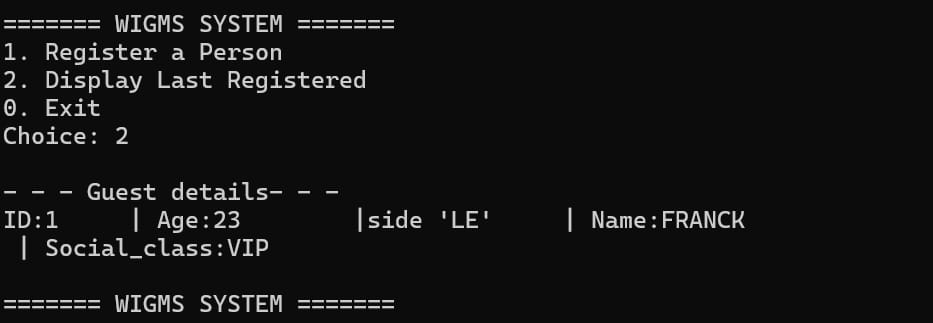 ======= WIGMS SYSTEM =======
1. Register a Person
2. Display Last Registered
0. Exit
Choice: 2
- - - Guest details- - -
ID:1     | Age:23        |side 'LE'     | Name:FRANCK
 | Social_class:VIP
======= WIGMS SYSTEM =======